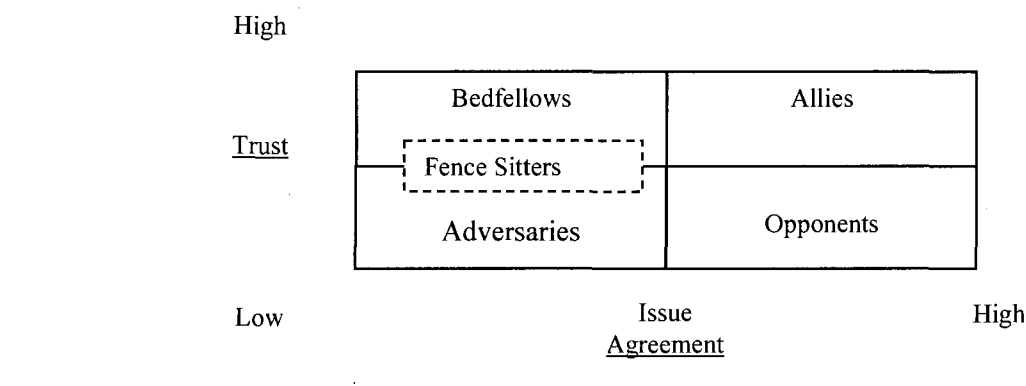 High
Bedfellows Allies
Trust
Fence Sitters
Adversaries Opponents
Low Issue High
Agreement